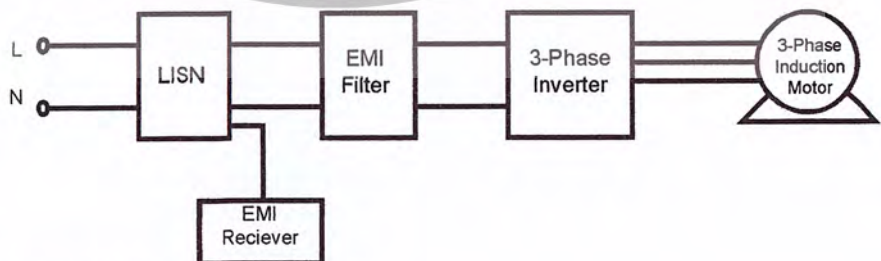 L
N
LISN
EMI
Filter
3-Phase
Inverter
3-Phase
Induction
Motor
EMI
Reciever